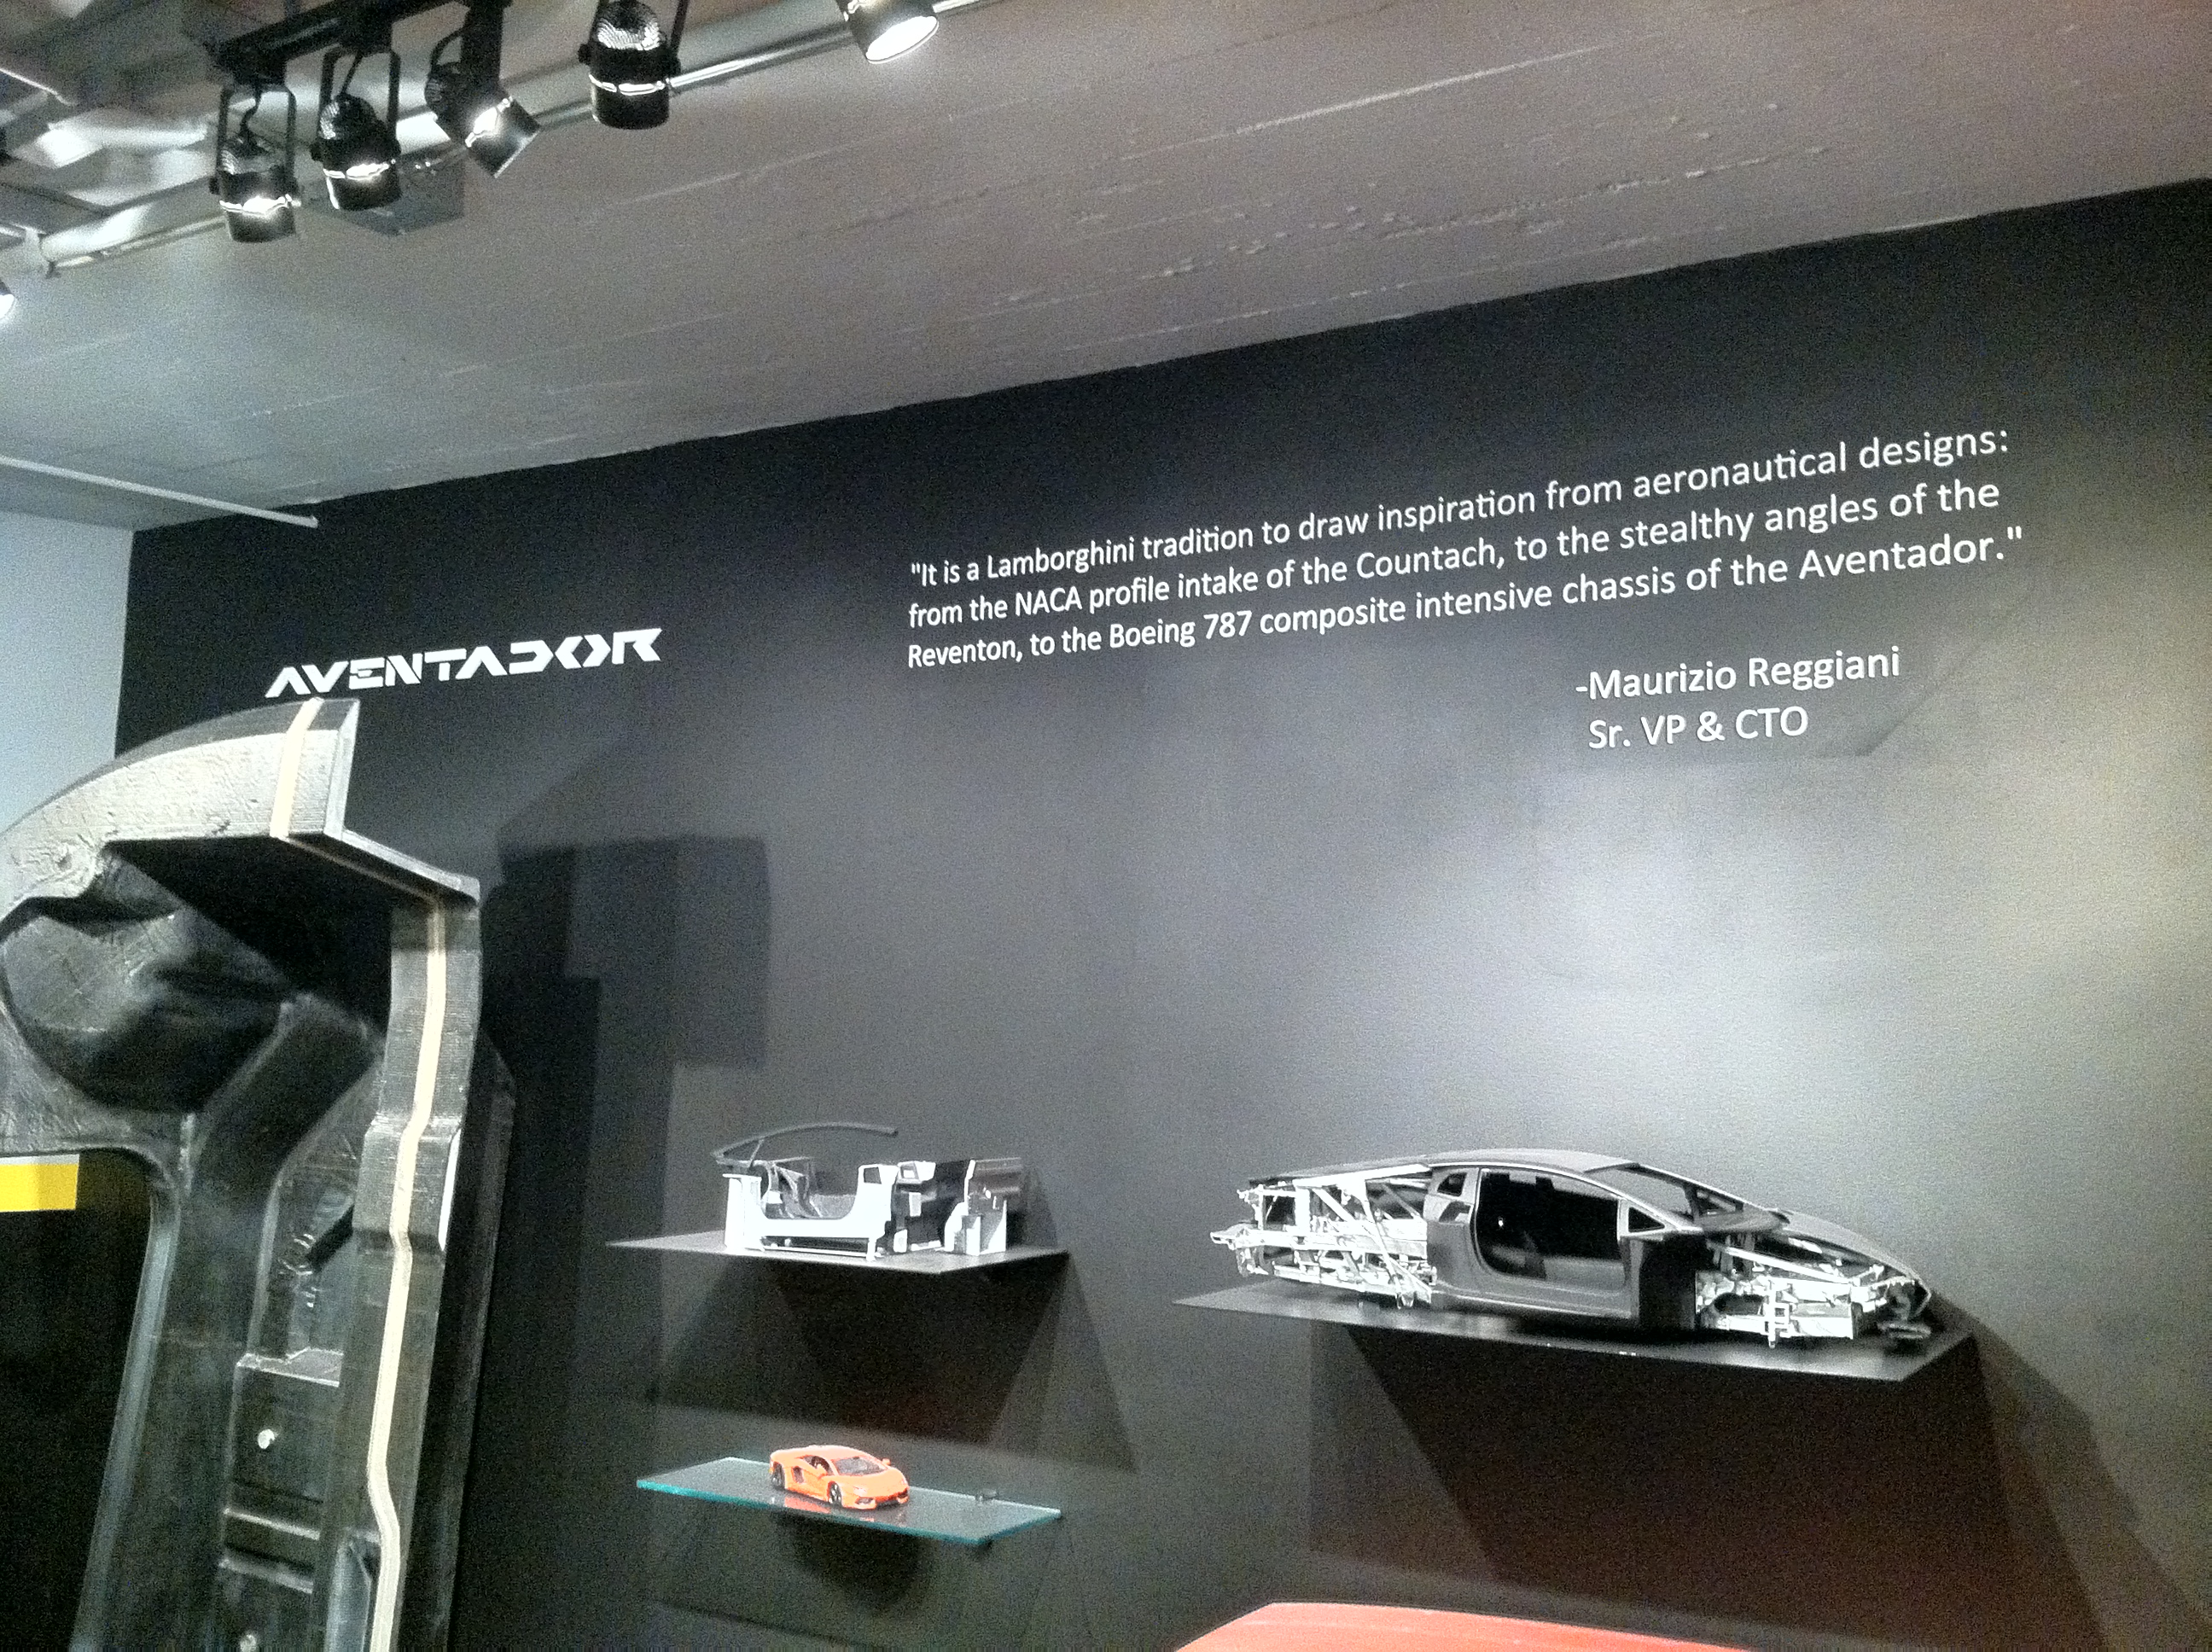 AVENTADOR
"It is a Lamborghini tradition to draw inspiration from aeronautical designs:
from the NACA profile intake of the Countach, to the stealthy angles of the
Reventon, to the Boeing 787 composite intensive chassis of the Aventador."
-Maurizio Reggiani
Sr. VP & CTO